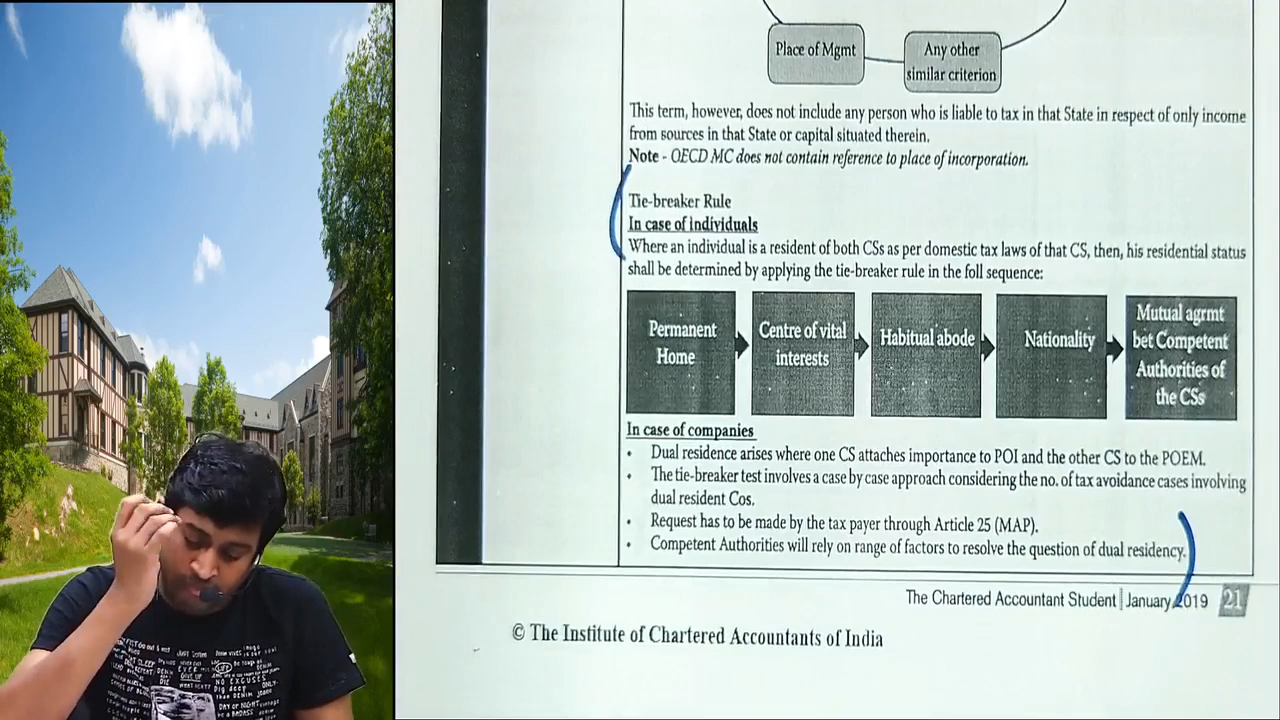 Place of Mgmt
Any other
similar criterion
This term, however, does not include any person who is liable to tax in that State in respect of only income
from sources in that State or capital situated therein.
Note - OECD MC does not contain reference to place of incorporation.
Tie-breaker Rule
In case of individuals
Where an individual is a resident of both CSs as per domestic tax laws of that CS, then, his residential status
shall be determined by applying the tie-breaker rule in the foll sequence:
Permanent
Home
Centre of vital
interests
Habitual abode
Nationality
Mutual agrmt
bet Competent
Authorities of
the CSs
In case of companies
• Dual residence arises where one CS attaches importance to POI and the other CS to the POEM.
• The tie-breaker test involves a case by case approach considering the no. of tax avoidance cases involving
dual resident Cos.
• Request has to be made by the tax payer through Article 25 (MAP).
• Competent Authorities will rely on range of factors to resolve the question of dual residency.
The Chartered Accountant Student | January 2019 21
© The Institute of Chartered Accountants of India
NO EXCUSES